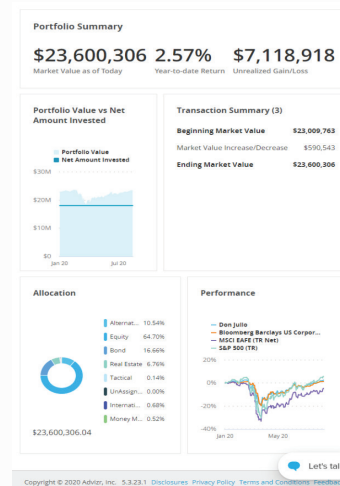 Portfolio Summary
$23,600,306 2.57% $7,118,918
Market Value as of Today Year-to-date Return Unrealized Gain/Loss
Portfolio Value vs Net
Amount Invested
Portfolio Value
Net Amount Invested
$30M
$20M
$10M
$0
Jan 20 Jul 20
Transaction Summary (3)
Beginning Market Value $23,009,763
Market Value Increase/Decrease $590,543
Ending Market Value $23,600,306
Allocation
Alternat... 10.54%
Equity 64.70%
Bond 16.66%
Real Estate 6.76%
Tactical 0.14%
UnAssign... 0.00%
Internati... 0.68%
Money M... 0.52%
$23,600,306.04
Performance
Don Julio
Bloomberg Barclays US Corpor...
MSCI EAFE (TR Net)
S&P 500 (TR)
20%
0%
-20%
-40%
Jan 20 May 20
Let's tal
Copyright © 2020 Advizr, Inc. 5.3.23.1 Disclosures Privacy Policy Terms and Conditions Feedbac